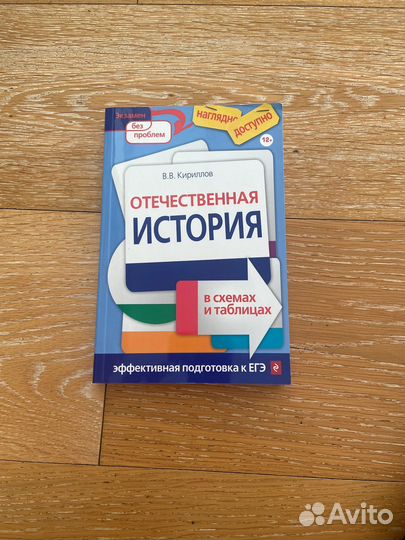 Экзамен
без
проблем
наглядно
доступно
12+
В.В. Кириллов
ОТЕЧЕСТВЕННАЯ
ИСТОРИЯ
в схемах
и таблицах
эффективная подготовка к ЕГЭ
Avito